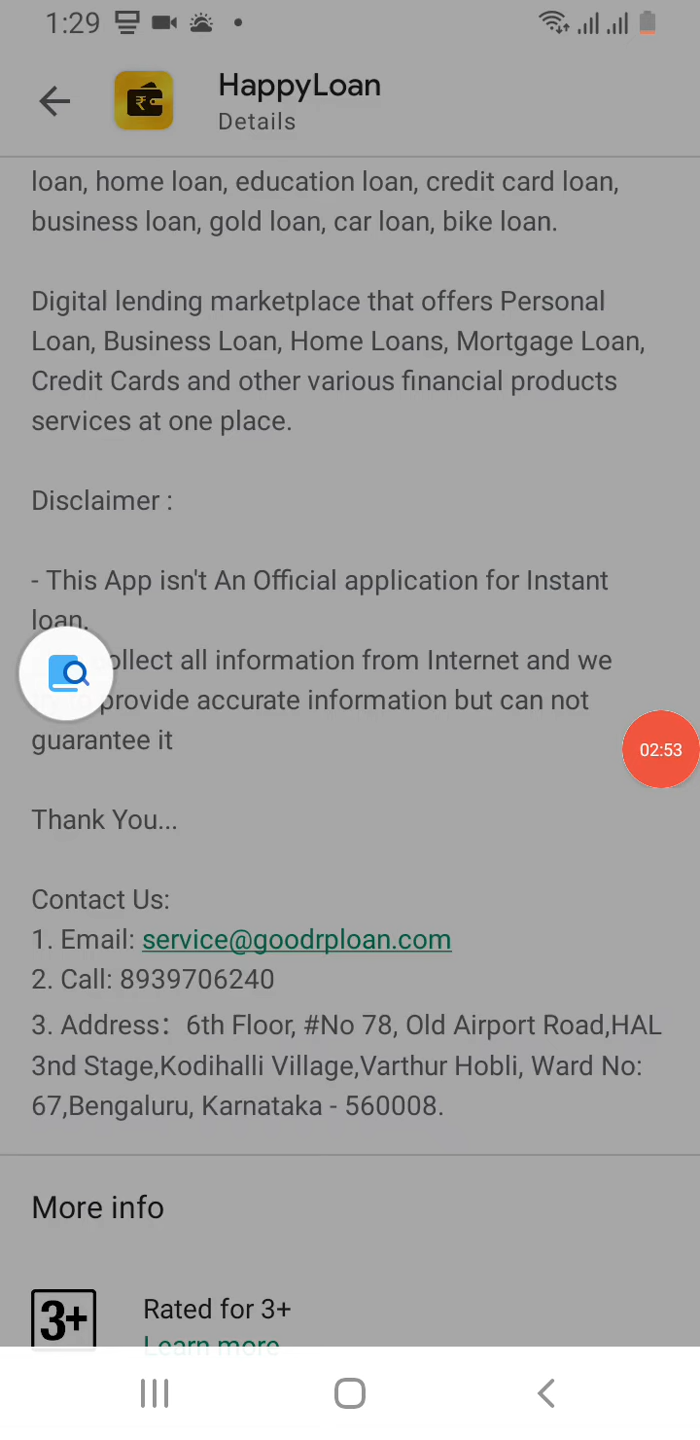 1:29
HappyLoan
Details
loan, home loan, education loan, credit card loan,
business loan, gold loan, car loan, bike loan.
Digital lending marketplace that offers Personal
Loan, Business Loan, Home Loans, Mortgage Loan,
Credit Cards and other various financial products
services at one place.
Disclaimer :
- This App isn't An Official application for Instant
loan.
ollect all information from Internet and we
provide accurate information but can not
guarantee it
02:53
Thank You...
Contact Us:
1. Email: service@goodrploan.com
2. Call: 8939706240
3. Address：6th Floor, #No 78, Old Airport Road,HAL
3nd Stage,Kodihalli Village,Varthur Hobli, Ward No:
67,Bengaluru, Karnataka - 560008.
More info
3+
Rated for 3+
Learn more